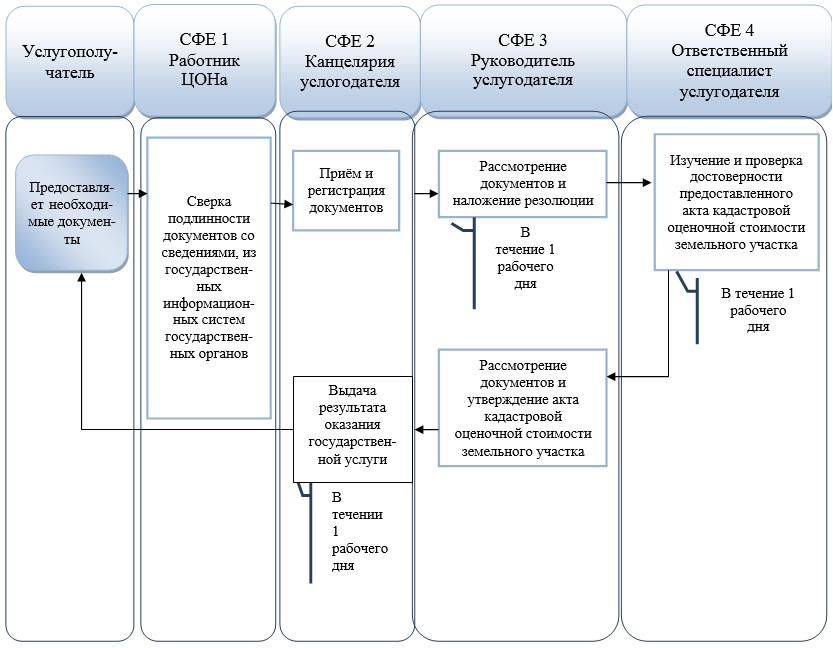 Услугополу-
чатель
СФЕ 1
Работник
ЦОНа
СФЕ 2
Канцелярия
услогодателя
СФЕ 3
Руководитель
услугодателя
СФЕ 4
Ответственный
специалист
услугодателя
Предоставля-
ет необходи-
мые докумен-
ты
Сверка
подлинности
документов со
сведениями, из
государствен-
ных
информацион-
ных систем
государствен-
ных органов
Приём и
регистрация
документов
Рассмотрение
документов и
наложение резолюции
В
течение 1
рабочего
дня
Изучение и проверка
достоверности
предоставленного
акта кадастровой
оценочной стоимости
земельного участка
В течение 1
рабочего
дня
Рассмотрение
документов и
утверждение акта
кадастровой
оценочной стоимости
земельного участка
Выдача
результата
оказания
государствен-
ной услуги
В
течении
1
рабочего
дня